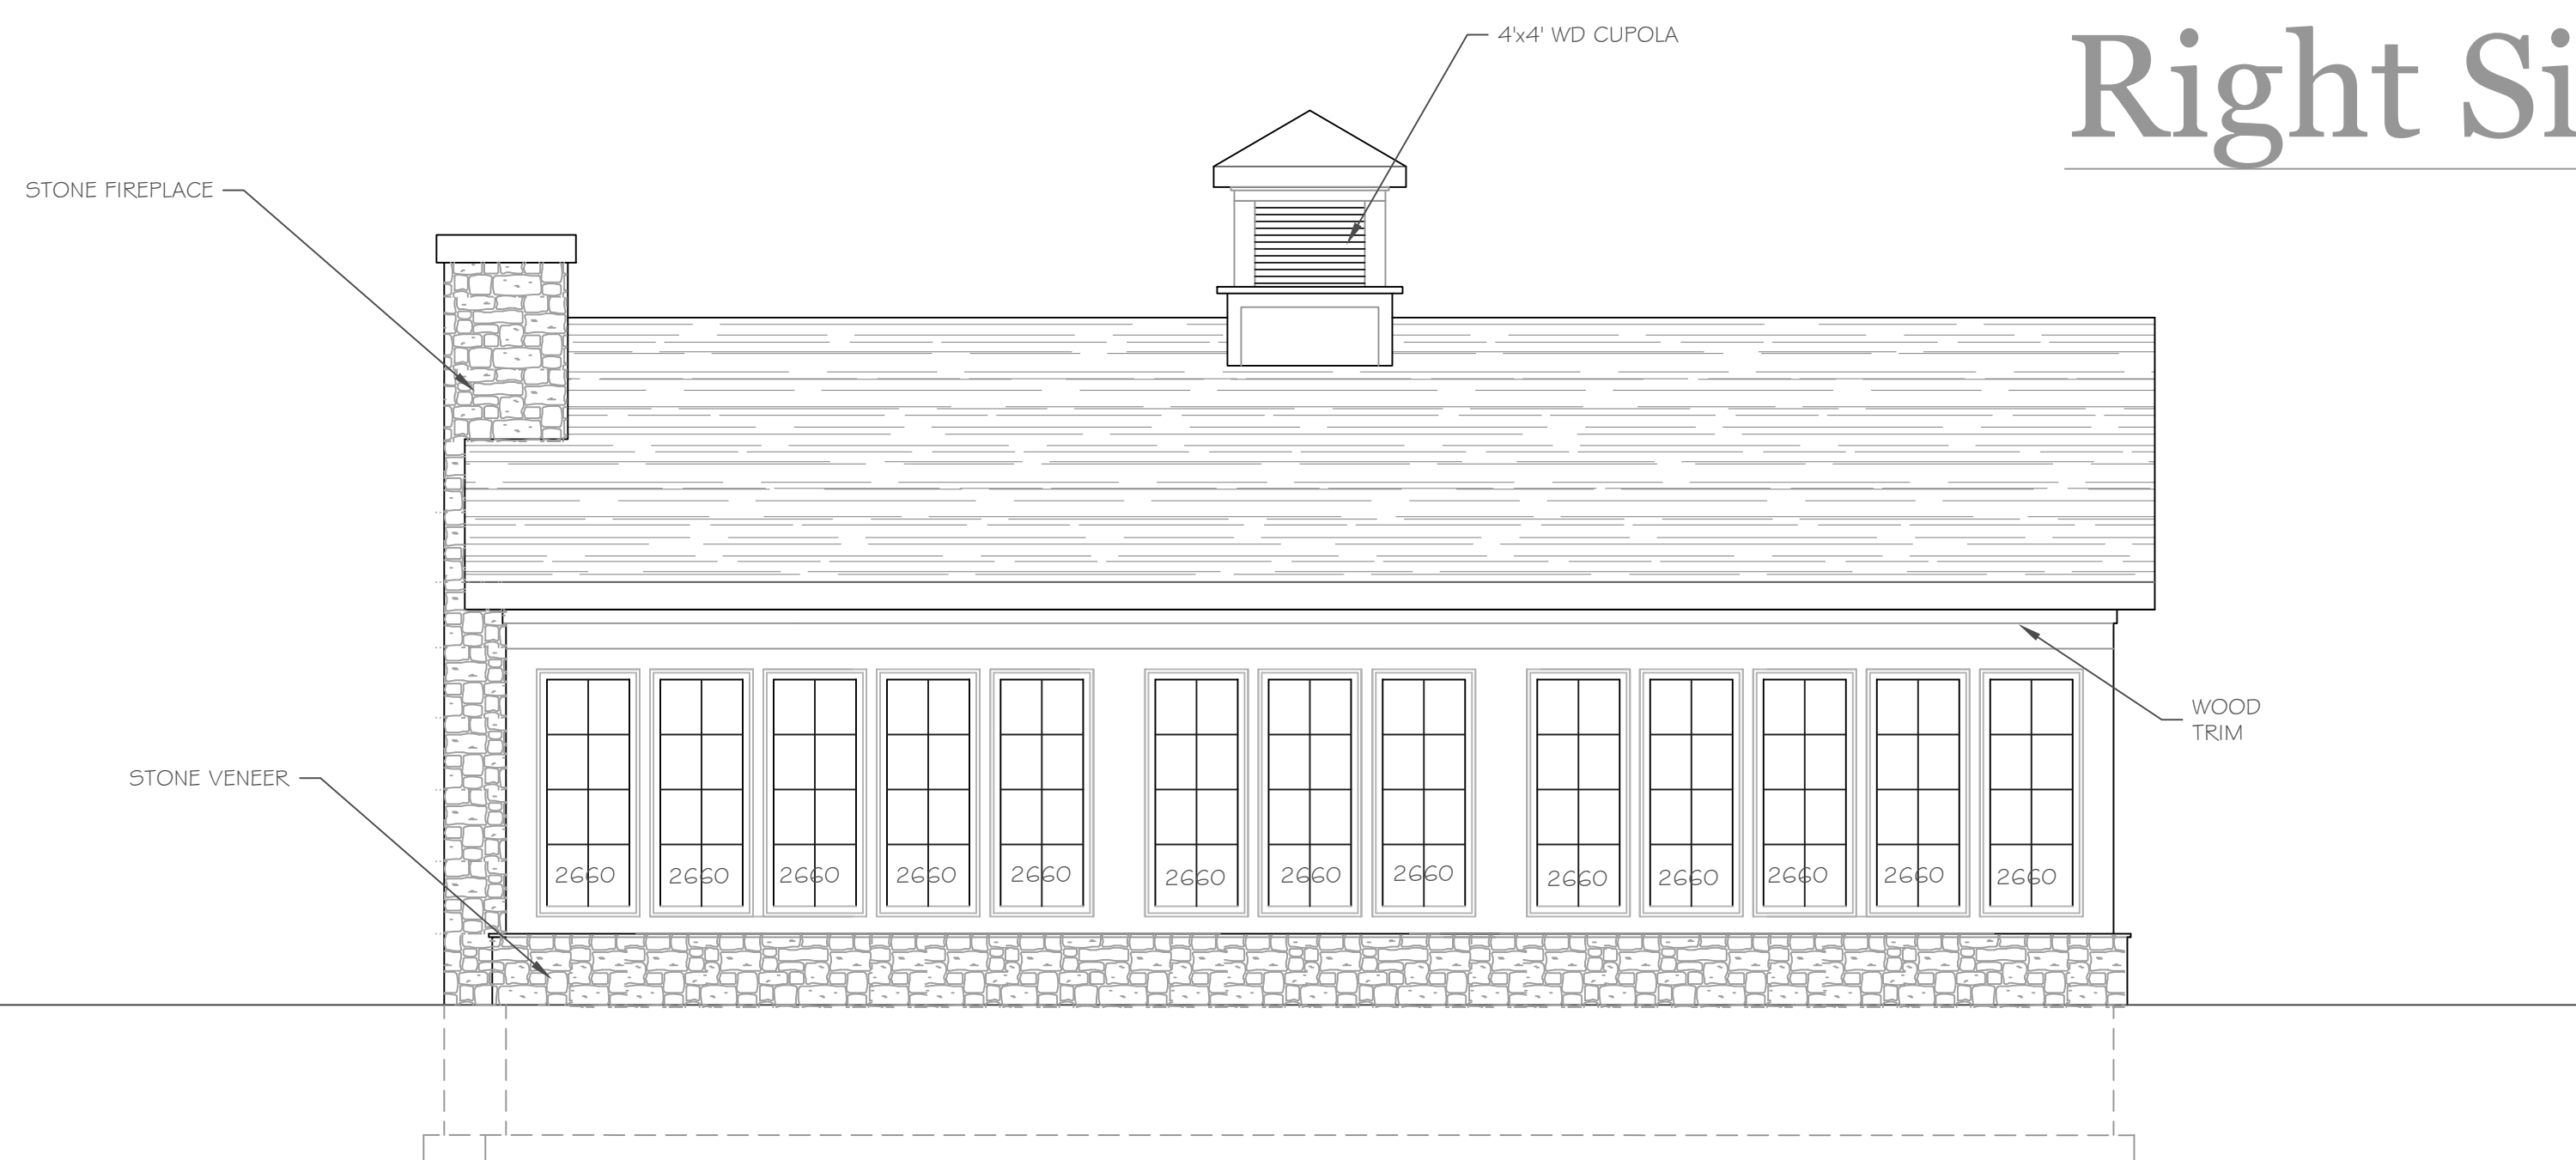 4'x4' WD CUPOLA
Right Si
STONE FIREPLACE
WOOD
TRIM
STONE VENEER
2660 2660 2660 2660 2660 2660 2660 2660 2660 2660 2660 2660 2660